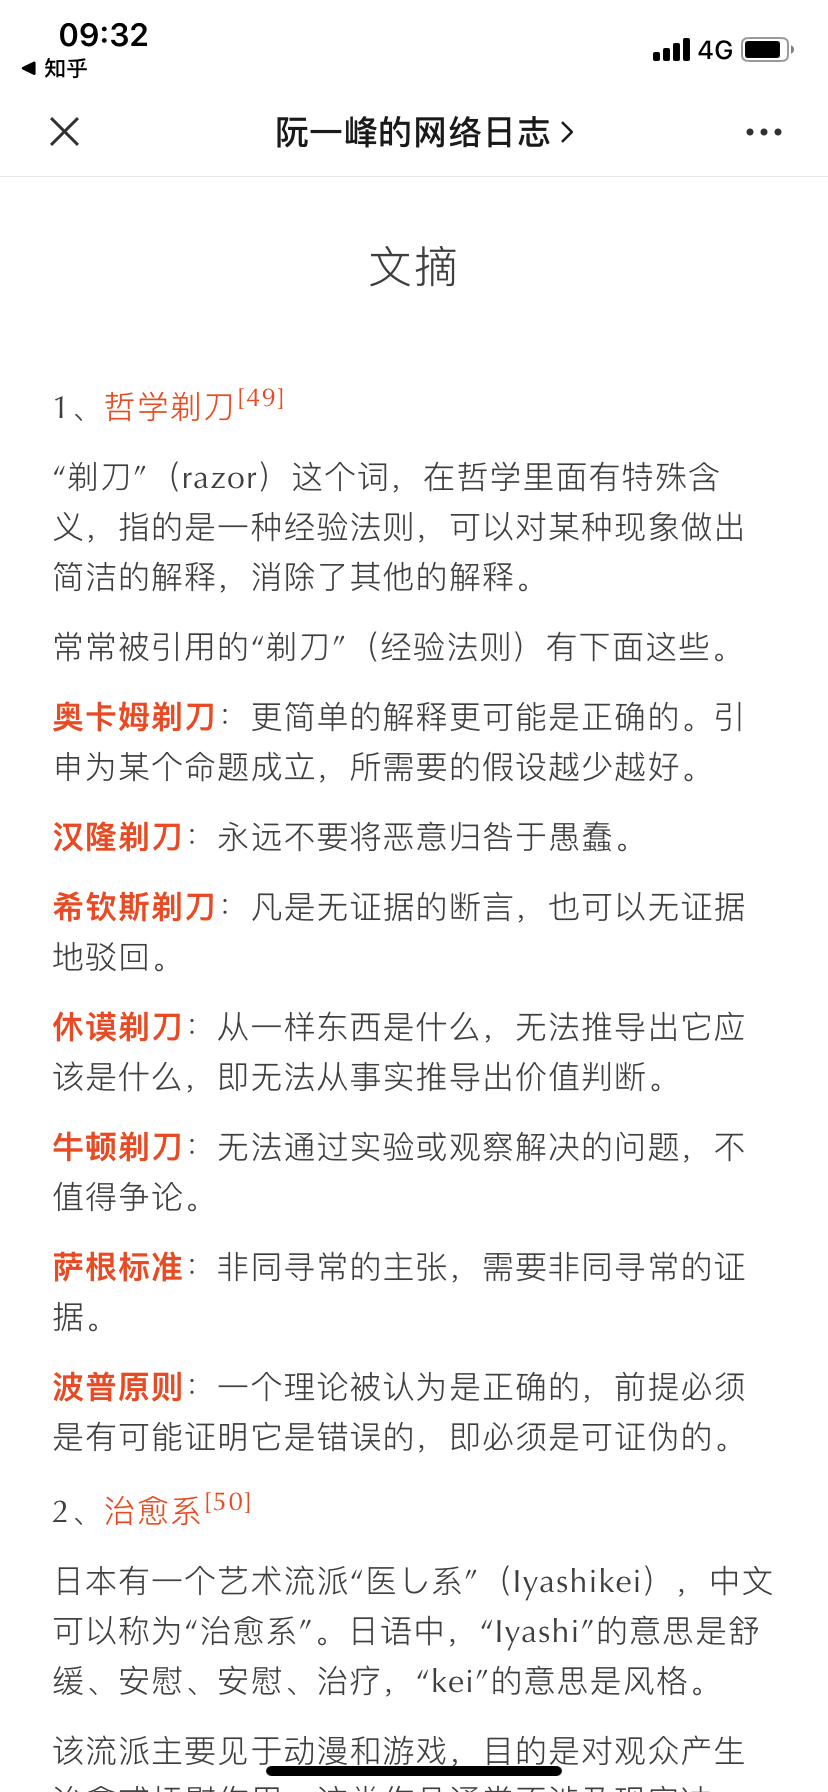 09:32
4G
◀ 知乎
阮一峰的网络日志
文摘
1、哲学剃刀[49]
“剃刀”（razor）这个词，在哲学里面有特殊含
义，指的是一种经验法则，可以对某种现象做出
简洁的解释，消除了其他的解释。
常常被引用的“剃刀”（经验法则）有下面这些。
奥卡姆剃刀：更简单的解释更可能是正确的。引
申为某个命题成立，所需要的假设越少越好。
汉隆剃刀：永远不要将恶意归咎于愚蠢。
希钦斯剃刀：凡是无证据的断言，也可以无证据
地驳回。
休谟剃刀：从一样东西是什么，无法推导出它应
该是什么，即无法从事实推导出价值判断。
牛顿剃刀：无法通过实验或观察解决的问题，不
值得争论。
萨根标准：非同寻常的主张，需要非同寻常的证
据。
波普原则：一个理论被认为是正确的，前提必须
是有可能证明它是错误的，即必须是可证伪的。
2、治愈系[50]
日本有一个艺术流派“医し系”（Iyashikei），中文
可以称为“治愈系”。日语中，“Iyashi”的意思是舒
缓、安慰、安慰、治疗，“kei”的意思是风格。
该流派主要见于动漫和游戏，目的是对观众产生